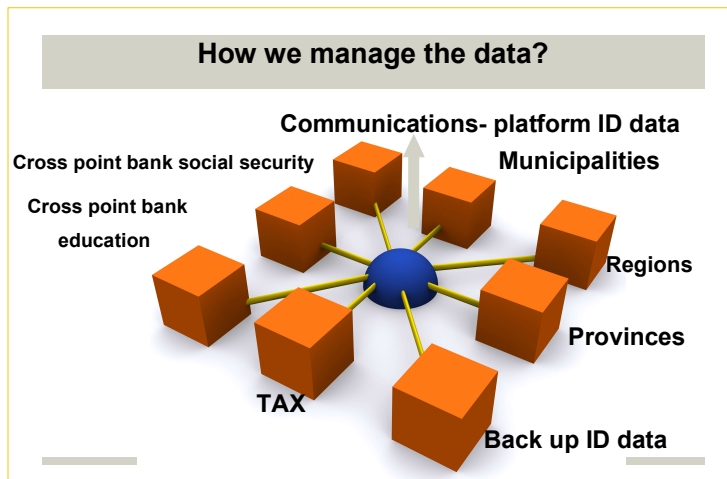 How we manage the data?
Communications- platform ID data
Cross point bank social security
Municipalities
Cross point bank
education
Regions
Provinces
TAX
Back up ID data